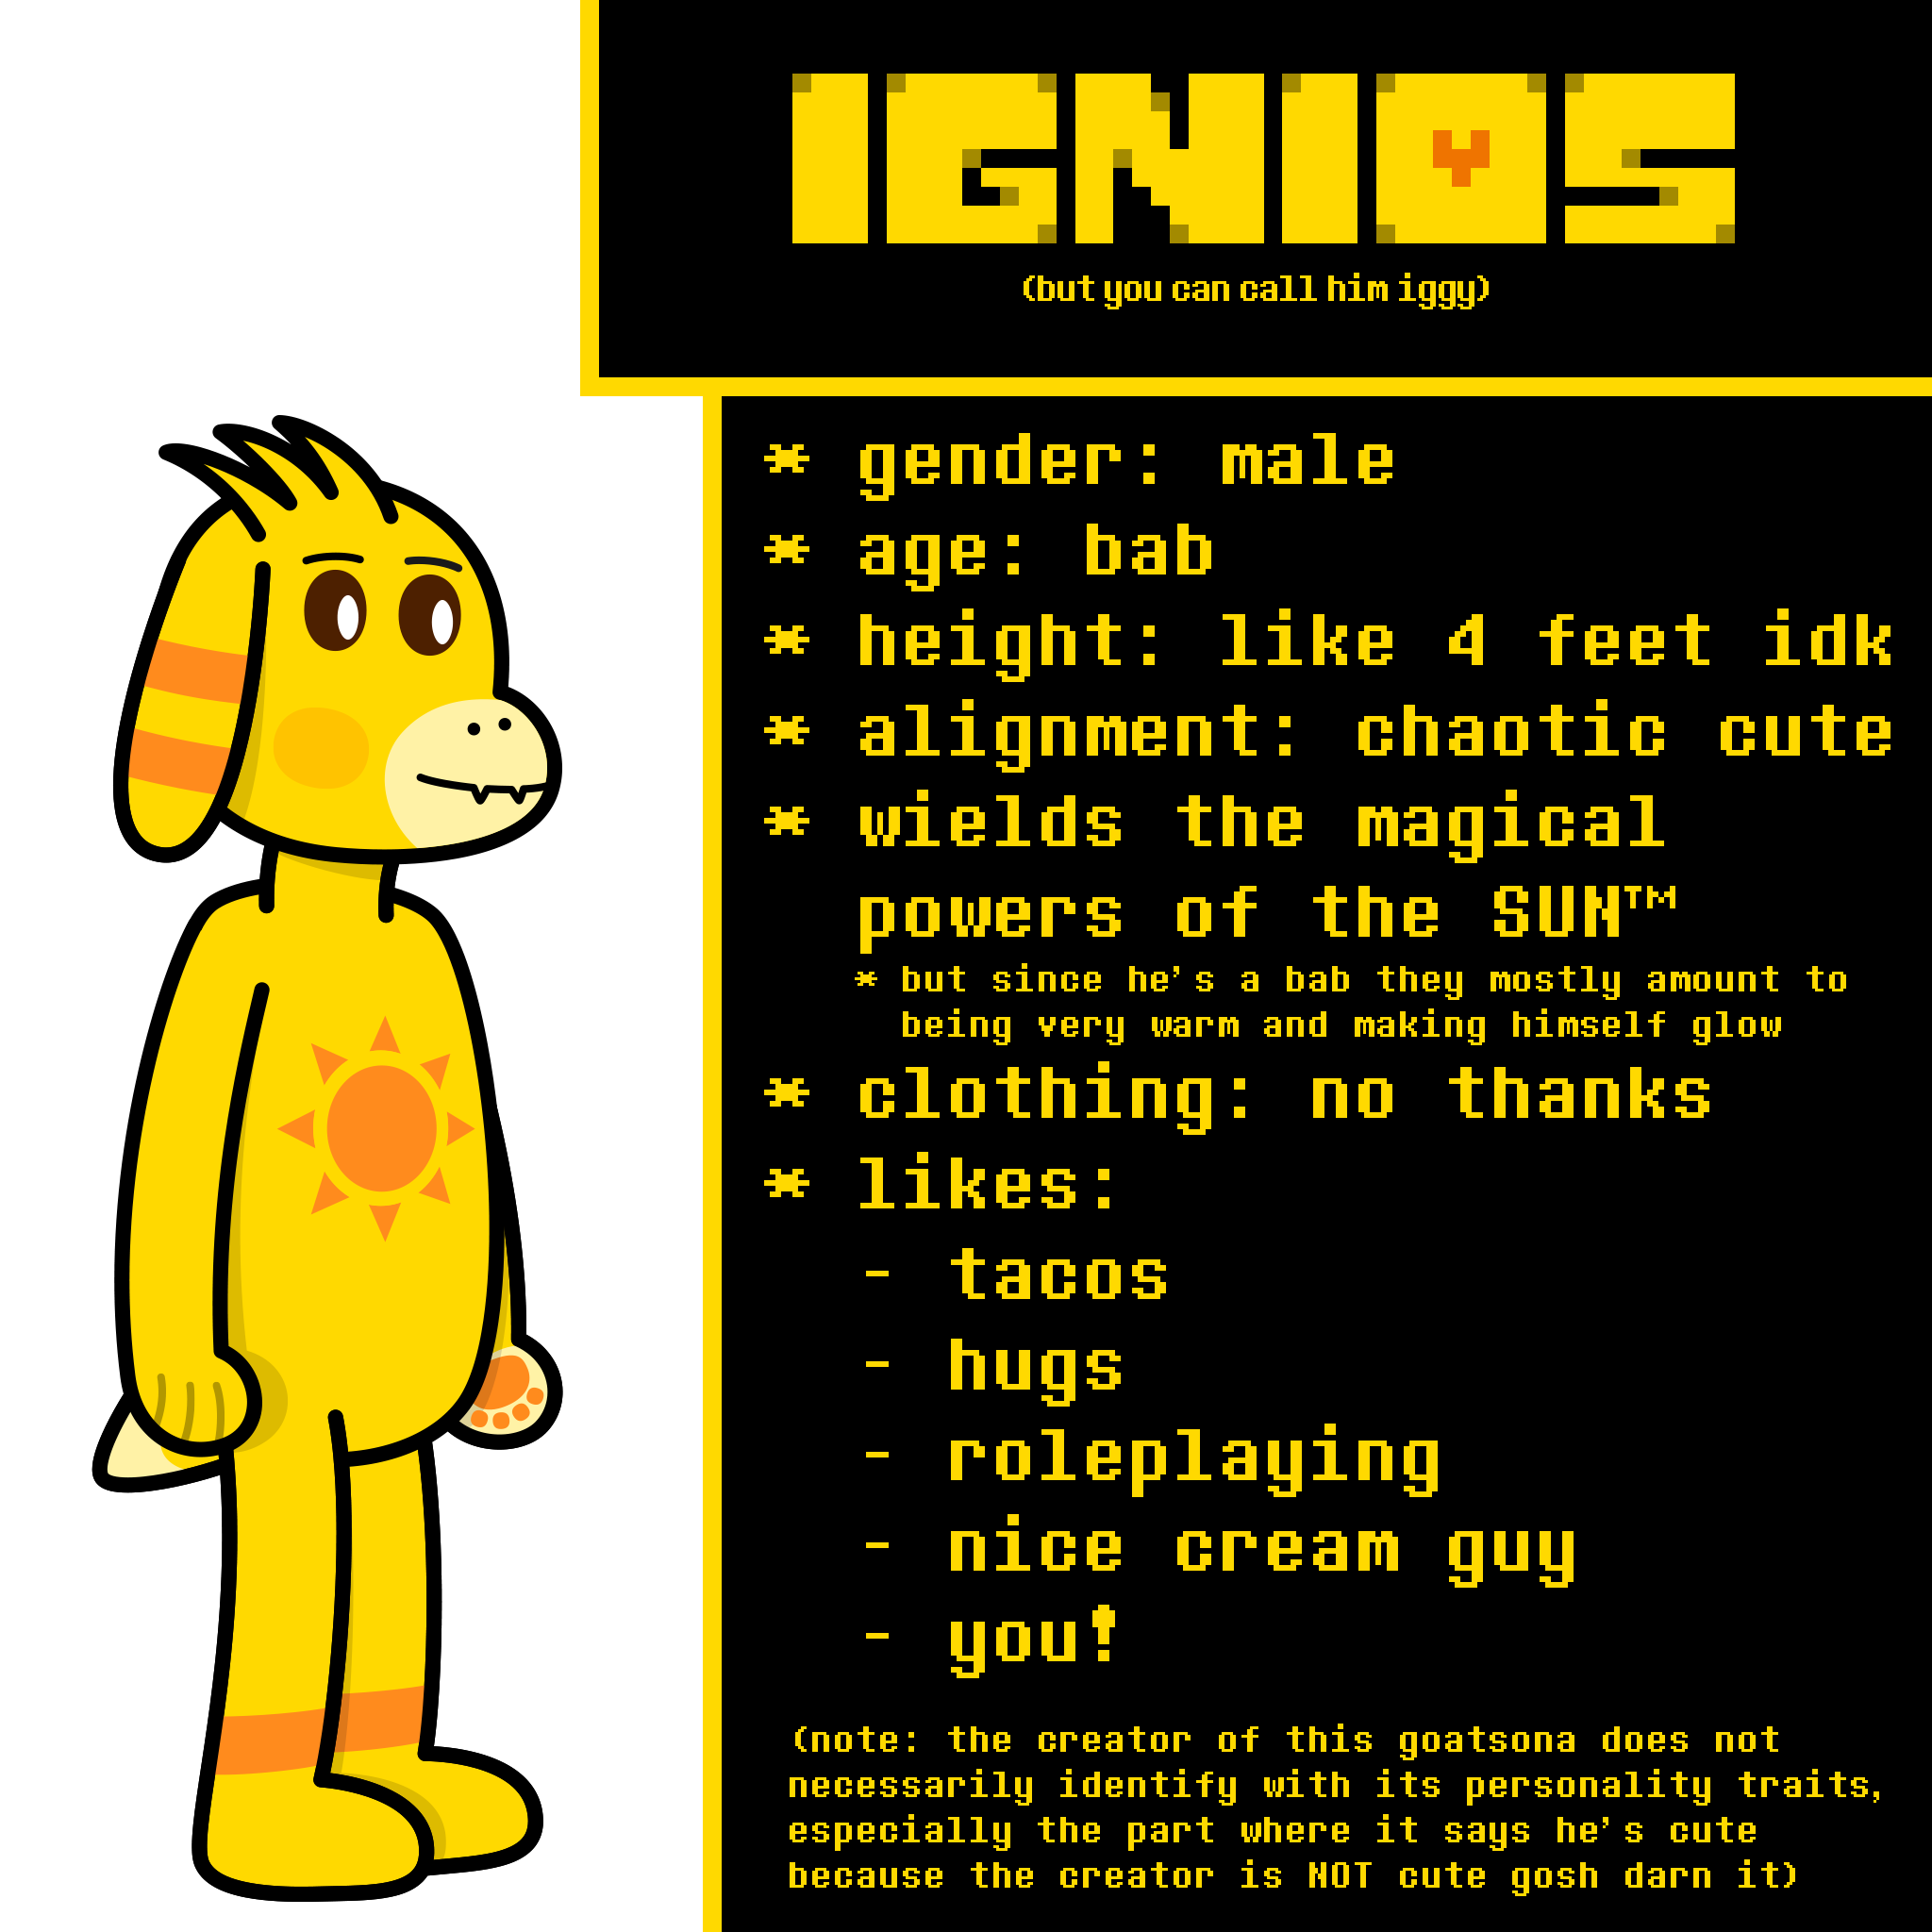 IGNIOS
(but you can call him iggy)
* gender: male
* age: bab
* height: like 4 feet idk
* alignment: chaotic cute
* wields the magical
powers of the SUN™
* but since he's a bab they mostly amount to
being very warm and making himself glow
* clothing: no thanks
* likes:
- tacos
- hugs
- roleplaying
- nice cream guy
- you!
(note: the creator of this goatsona does not
necessarily identify with its personality traits,
especially the part where it says he's cute
because the creator is NOT cute gosh darn it)